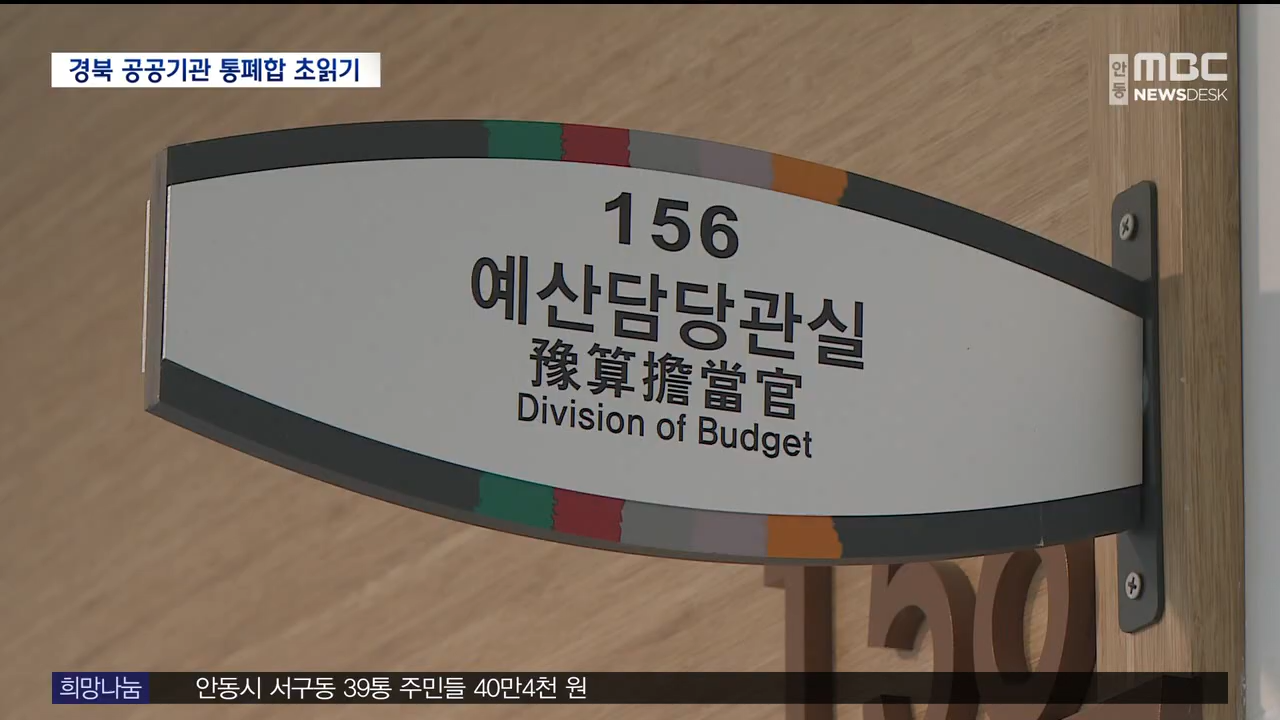 경북 공공기관 통폐합 초읽기
안동 MBC
NEWSDESK
156
예산담당관실
豫算擔當官
Division of Budget
희망나눔 안동시 서구동 39통 주민들 40만4천 원